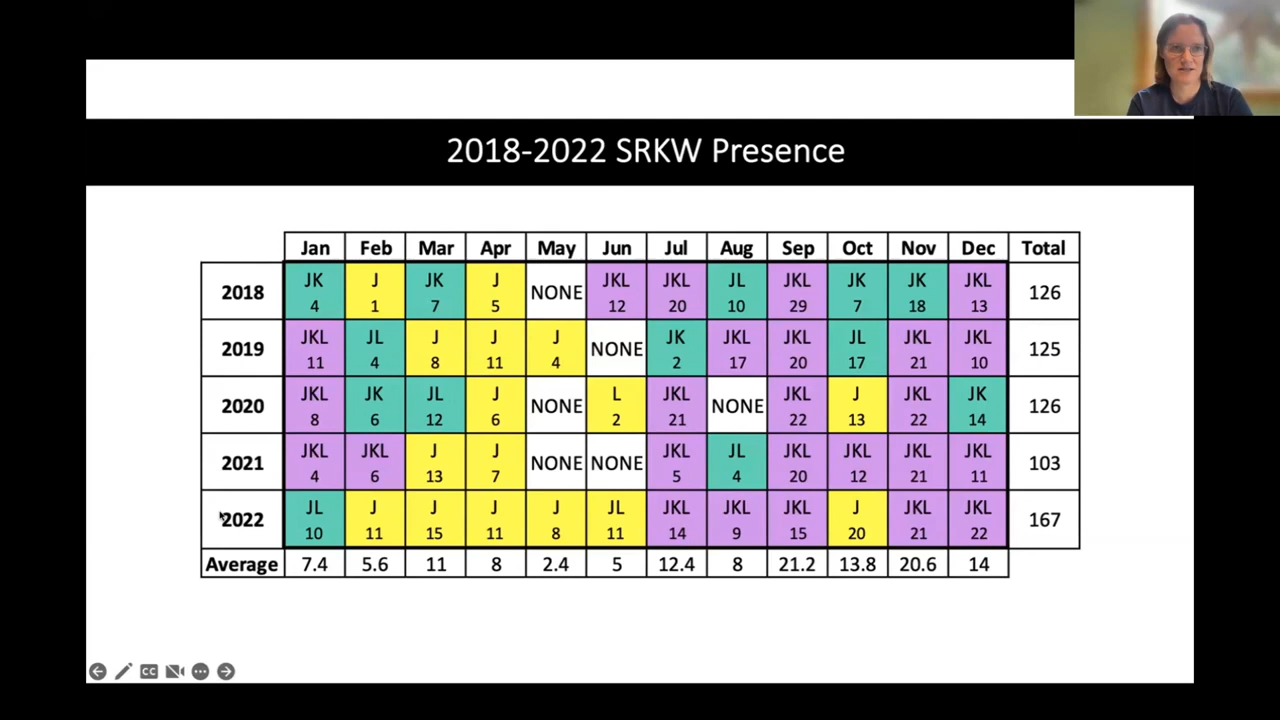 2018-2022 SRKW Presence
Jan Feb Mar Apr May Jun Jul Aug Sep Oct Nov Dec Total
JK J JK J JKL JKL JL JKL JK JK JKL
2018 NONE 126
4 1 7 5 12 20 10 29 7 18 13
JKL JL J J J JK JKL JKL JL JKL JKL
2019 NONE 125
11 4 8 11 4 2 17 20 17 21 10
JKL JK JL J L JKL JKL J JKL JK
2020 NONE NONE 126
8 6 12 6 2 21 22 13 22 14
JKL JKL J J JKL JL JKL JKL JKL JKL
2021 NONE NONE 103
4 6 13 7 5 4 20 12 21 11
JL J J J J JL JKL JKL JKL J JKL JKL
2022 167
10 11 15 11 8 11 14 9 15 20 21 22
Average 7.4 5.6 11 8 2.4 5 12.4 8 21.2 13.8 20.6 14
CC